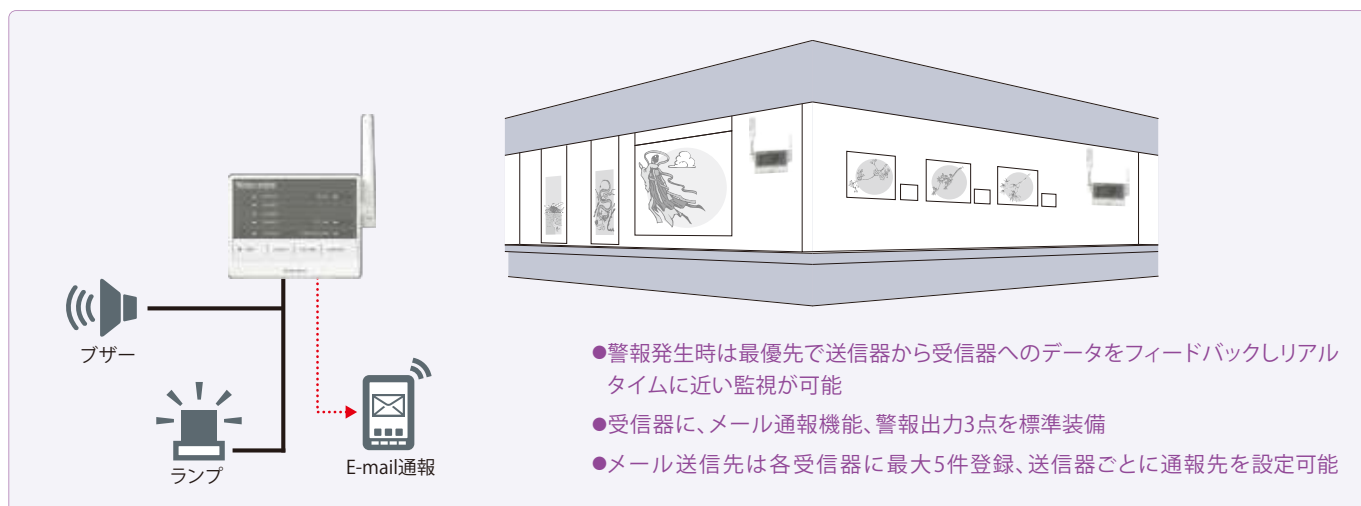 ブザー
ランプ
E-mail通報
●警報発生時は最優先で送信器から受信器へのデータをフィードバックしリアル
タイムに近い監視が可能
●受信器に、メール通報機能、警報出力3点を標準装備
●メール送信先は各受信器に最大5件登録、送信器ごとに通報先を設定可能